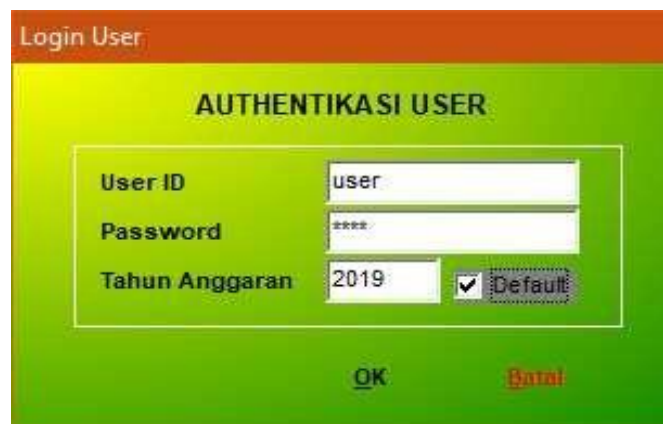 Login User
AUTHENTIKASI USER
User ID user
Password ****
Tahun Anggaran 2019 Default
OK Batal